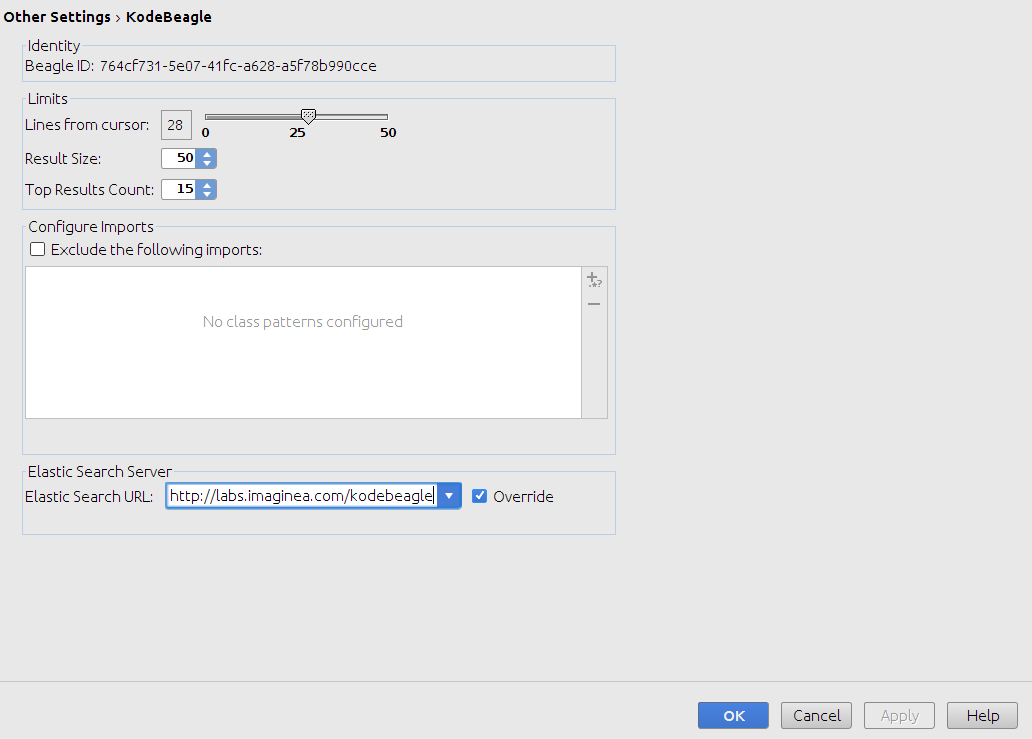 Other Settings › KodeBeagle
Identity
Beagle ID: 764cf731-5e07-41fc-a628-a5f78b990cce
Limits
Lines from cursor: 28
0 25 50
Result Size: 50
Top Results Count: 15
Configure Imports
Exclude the following imports:
No class patterns configured
Elastic Search Server
Elastic Search URL: http://labs.imaginea.com/kodebeagle Override
OK Cancel Apply Help